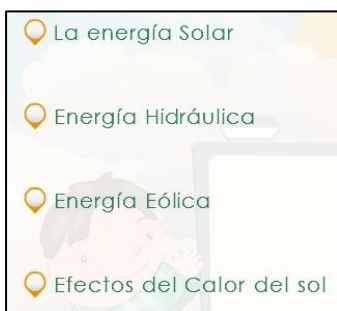 La energía Solar
Energía Hidráulica
Energía Eólica
Efectos del Calor del sol